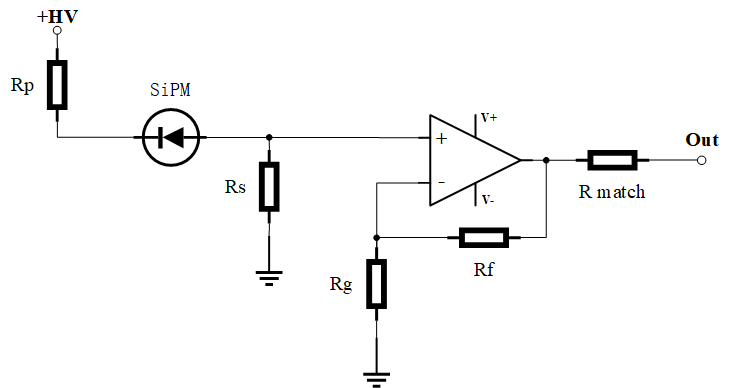 +HV
Rp
SiPM
Rs
+
-
V+
V-
Out
R match
Rf
Rg